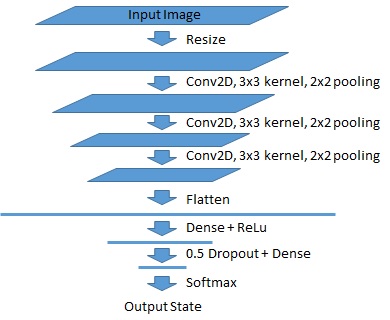 Input Image
Resize
Conv2D, 3x3 kernel, 2x2 pooling
Conv2D, 3x3 kernel, 2x2 pooling
Conv2D, 3x3 kernel, 2x2 pooling
Flatten
Dense + ReLu
0.5 Dropout + Dense
Softmax
Output State